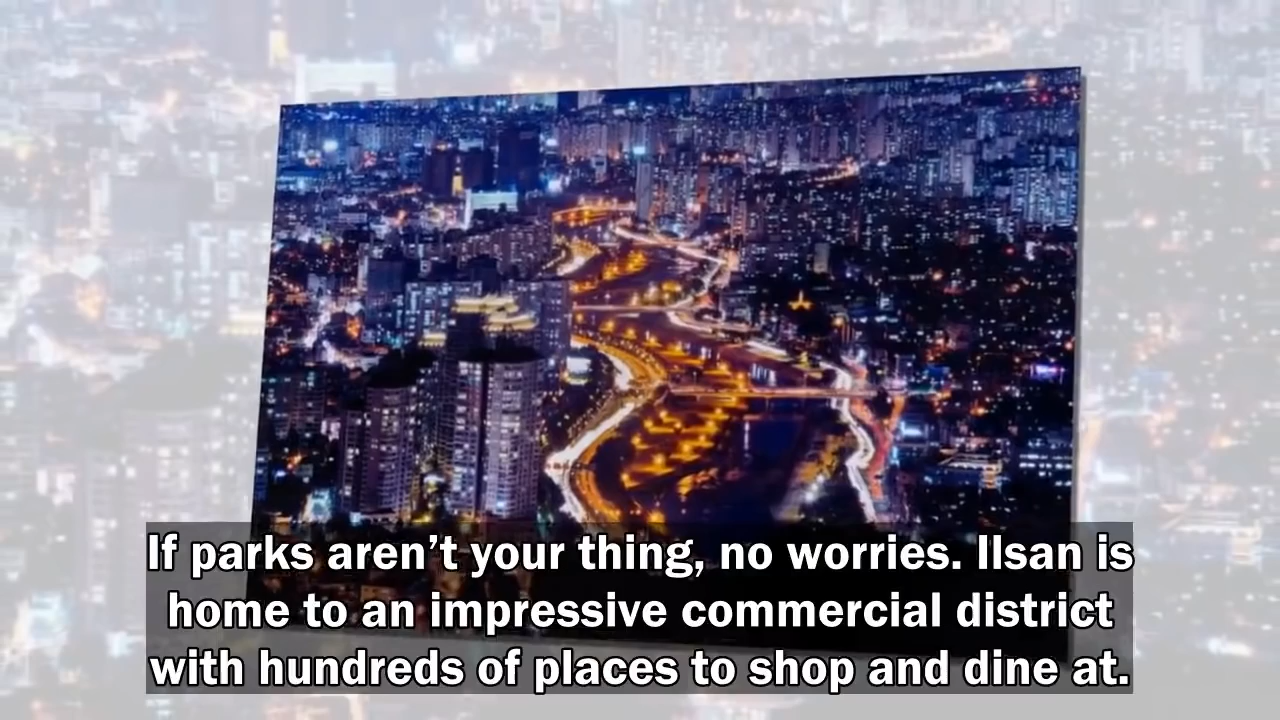 If parks aren’t your thing, no worries. Ilsan is
home to an impressive commercial district
with hundreds of places to shop and dine at.